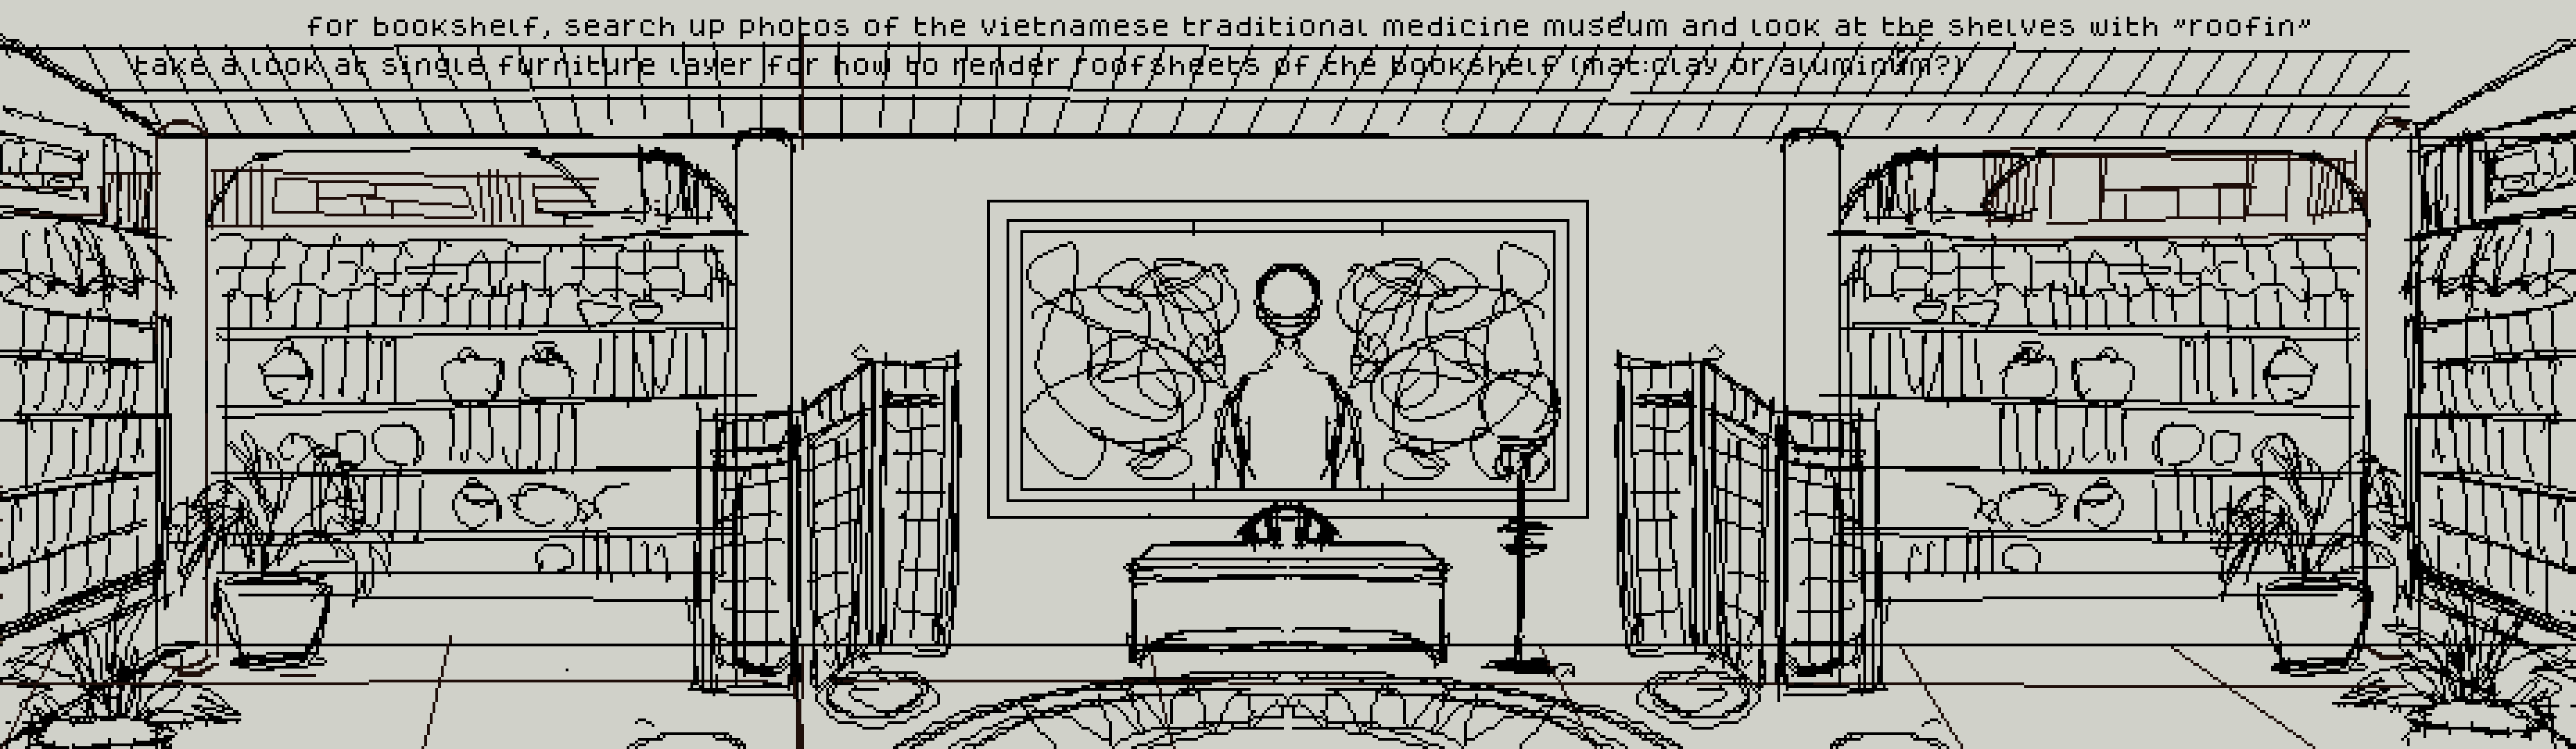 for bookshelf, search up photos of the vietnamese traditional medicine museum and look at the shelves with "roofin"
take a look at single furniture layer for how to render roofsheets of the bookshelf (mat:clay or aluminum?)